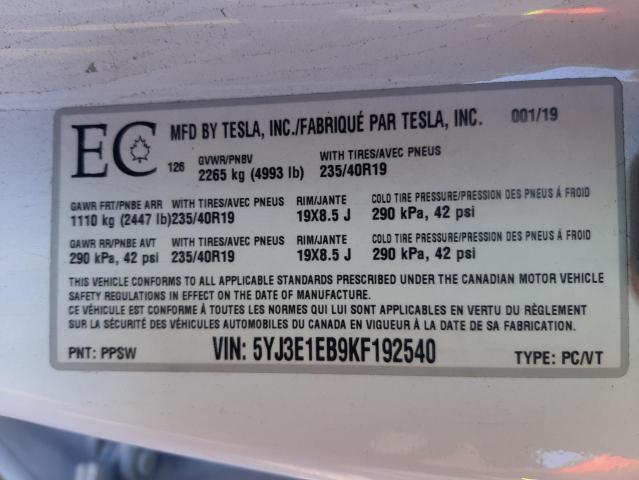 EC 126
MFD BY TESLA, INC./FABRIQUÉ PAR TESLA, INC. 001/19
GVWR/PNBV WITH TIRES/AVEC PNEUS
2265 kg (4993 lb) 235/40R19
GAWR FRT/PNBE ARR WITH TIRES/AVEC PNEUS RIM/JANTE COLD TIRE PRESSURE/PRESSION DES PNEUS À FROID
1110 kg (2447 lb) 235/40R19 19X8.5 J 290 kPa, 42 psi
GAWR RR/PNBE AVT WITH TIRES/AVEC PNEUS RIM/JANTE COLD TIRE PRESSURE/PRESSION DES PNEUS À FROID
290 kPa, 42 psi 235/40R19 19X8.5 J 290 kPa, 42 psi
THIS VEHICLE CONFORMS TO ALL APPLICABLE STANDARDS PRESCRIBED UNDER THE CANADIAN MOTOR VEHICLE
SAFETY REGULATIONS IN EFFECT ON THE DATE OF MANUFACTURE.
CE VÉHICULE EST CONFORME À TOUTES LES NORMES QUI LUI SONT APPLICABLES EN VERTU DU RÈGLEMENT
SUR LA SÉCURITÉ DES VÉHICULES AUTOMOBILES DU CANADA EN VIGUEUR À LA DATE DE SA FABRICATION.
PNT: PPSW VIN: 5YJ3E1EB9KF192540 TYPE: PC/VT